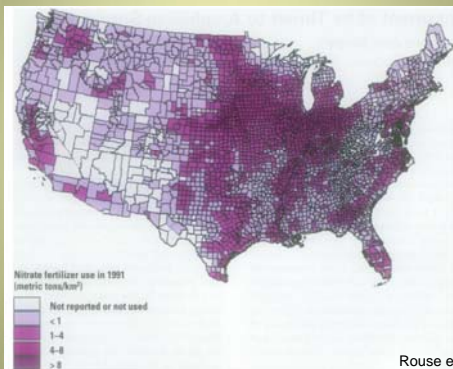 Nitrate fertilizer use in 1991
(metric tons/km²)
Not reported or not used
< 1
1–4
4–8
> 8
Rouse e